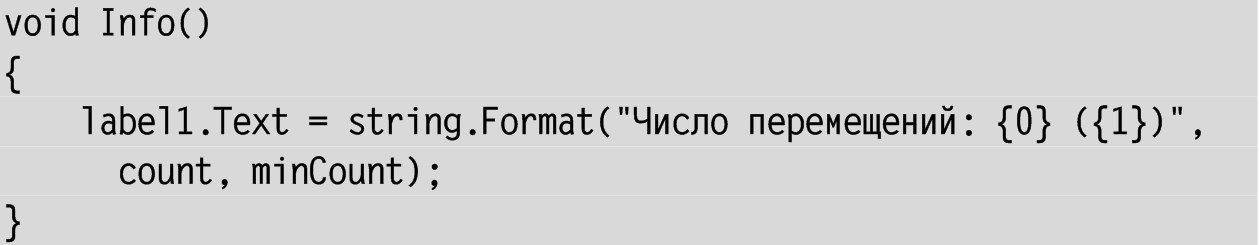 void Info()
{
    label1.Text = string.Format("Число перемещений: {0} ({1})",
      count, minCount);
}